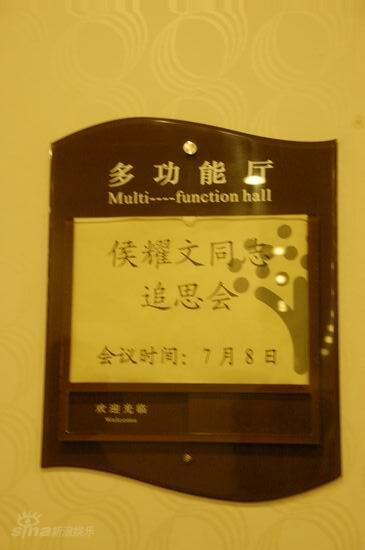 多功能厅
Multi----function hall
侯耀文同志
追思会
会议时间：7月8日
欢迎光临
Welcome
sina新浪娱乐